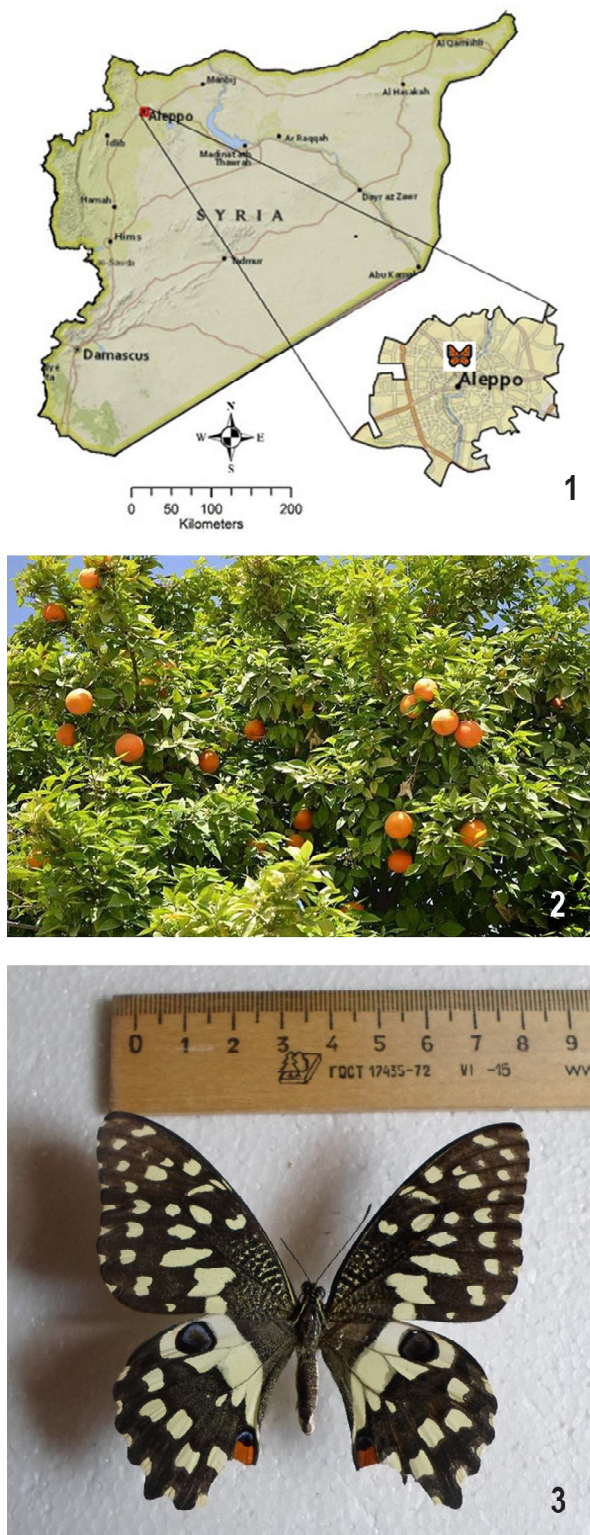 Al Qamishli
Manbij
Al Hasakah
Aleppo
Idlib
Ar Raqqah
Madinat ath
Thawrah
Hamah
SYRIA
Dayr az Zawr
Hims
Tadmur
Abu Kamal
Damascus
N
W E
S
Aleppo
0 50 100 200
Kilometers
1
2
0 1 2 3 4 5 6 7 8 9
ГОСТ 17435-72 VI -15
3